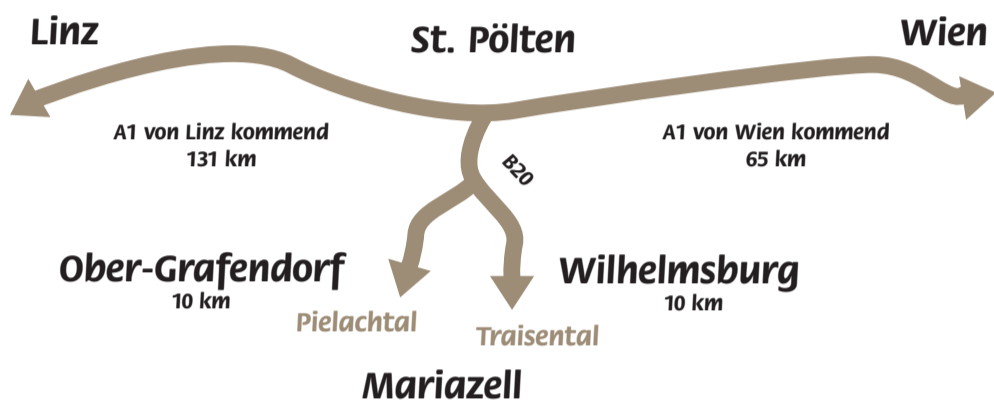 Linz
St. Pölten
Wien
A1 von Linz kommend
131 km
A1 von Wien kommend
65 km
B20
Ober-Grafendorf
10 km
Wilhelmsburg
10 km
Pielachtal
Traisental
Mariazell